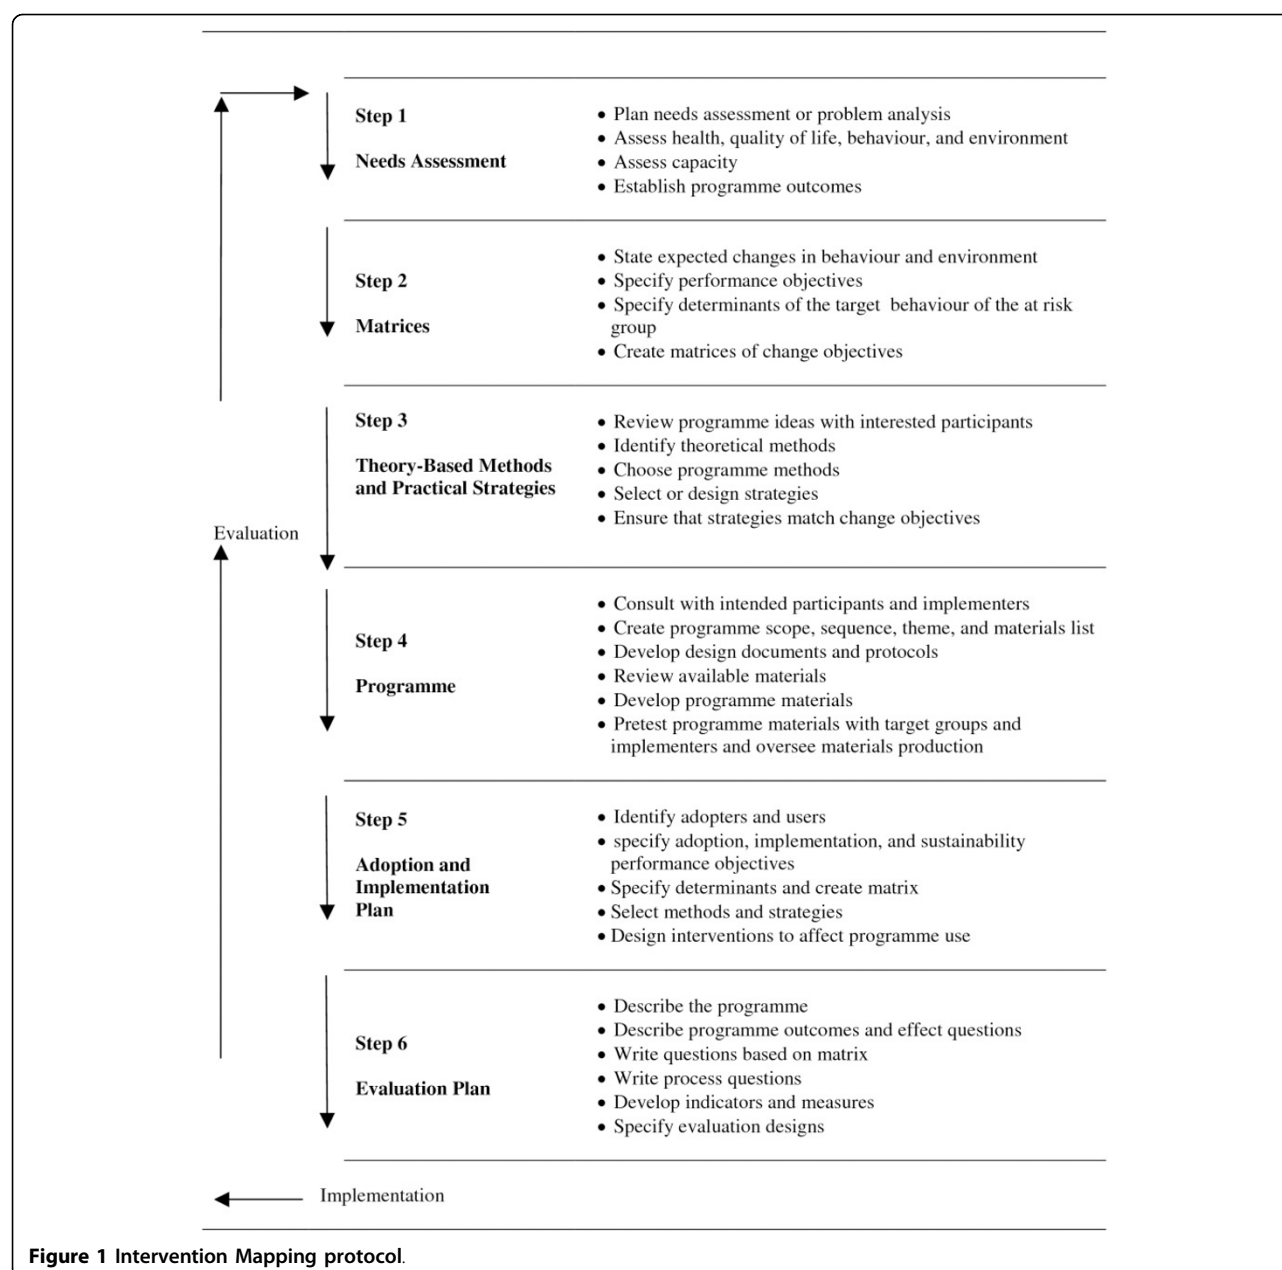 Step 1
Needs Assessment
• Plan needs assessment or problem analysis
• Assess health, quality of life, behaviour, and environment
• Assess capacity
• Establish programme outcomes
Step 2
Matrices
• State expected changes in behaviour and environment
• Specify performance objectives
• Specify determinants of the target behaviour of the at risk
group
• Create matrices of change objectives
Step 3
Theory-Based Methods
and Practical Strategies
• Review programme ideas with interested participants
• Identify theoretical methods
• Choose programme methods
• Select or design strategies
• Ensure that strategies match change objectives
Evaluation
Step 4
Programme
• Consult with intended participants and implementers
• Create programme scope, sequence, theme, and materials list
• Develop design documents and protocols
• Review available materials
• Develop programme materials
• Pretest programme materials with target groups and
implementers and oversee materials production
Step 5
Adoption and
Implementation
Plan
• Identify adopters and users
• specify adoption, implementation, and sustainability
performance objectives
• Specify determinants and create matrix
• Select methods and strategies
• Design interventions to affect programme use
Step 6
Evaluation Plan
• Describe the programme
• Describe programme outcomes and effect questions
• Write questions based on matrix
• Write process questions
• Develop indicators and measures
• Specify evaluation designs
Implementation
Figure 1 Intervention Mapping protocol.